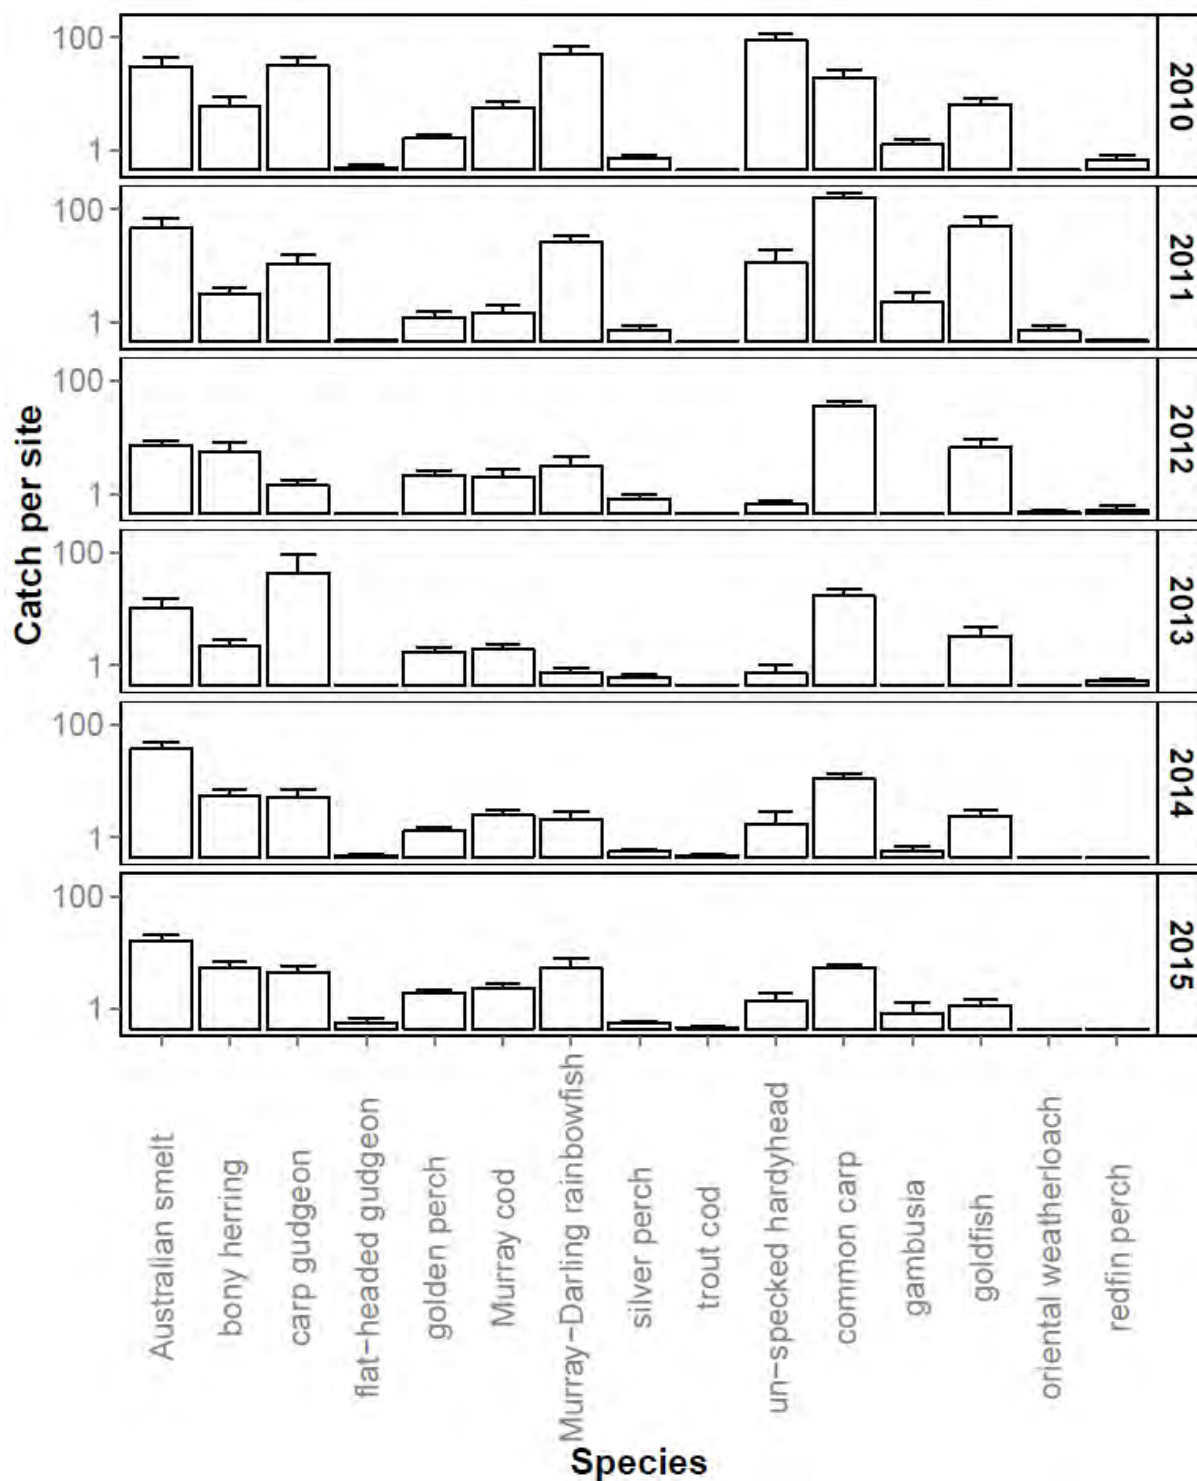 100
1
2010
100
1
2011
100
1
2012
100
1
2013
100
1
2014
100
1
2015
Catch per site
Australian smelt
bony herring
carp gudgeon
flat-headed gudgeon
golden perch
Murray cod
Murray-Darling rainbowfish
silver perch
trout cod
un-specked hardyhead
common carp
gambusia
goldfish
oriental weatherloach
redfin perch
Species